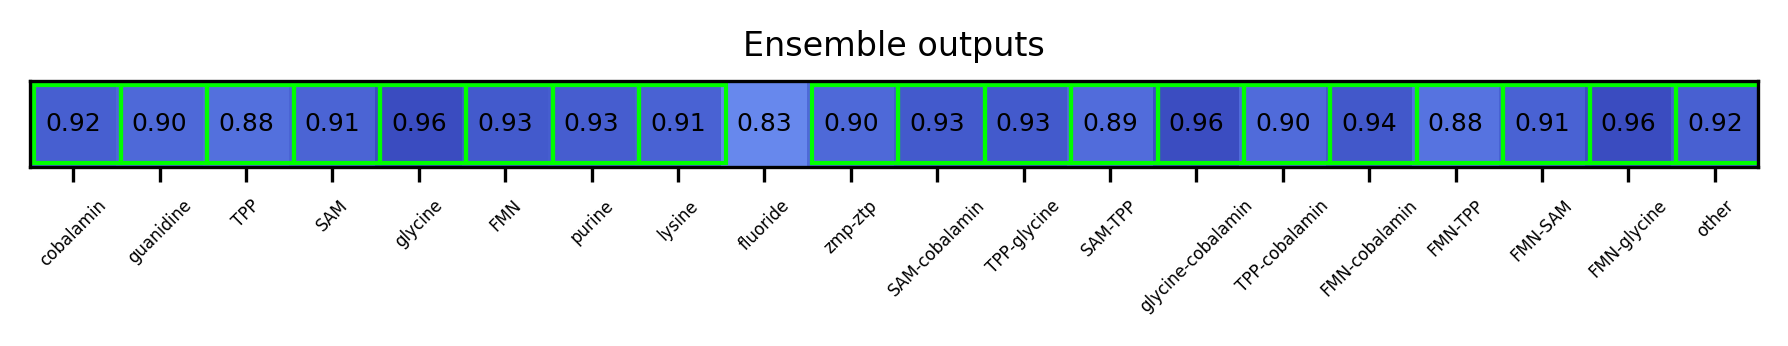 Ensemble outputs
0.92 0.90 0.88 0.91 0.96 0.93 0.93 0.91 0.83 0.90 0.93 0.93 0.89 0.96 0.90 0.94 0.88 0.91 0.96 0.92
cobalamin guanidine TPP SAM glycine FMN purine lysine fluoride zmp-ztp SAM-cobalamin TPP-glycine SAM-TPP glycine-cobalamin TPP-cobalamin FMN-cobalamin FMN-TPP FMN-SAM FMN-glycine other